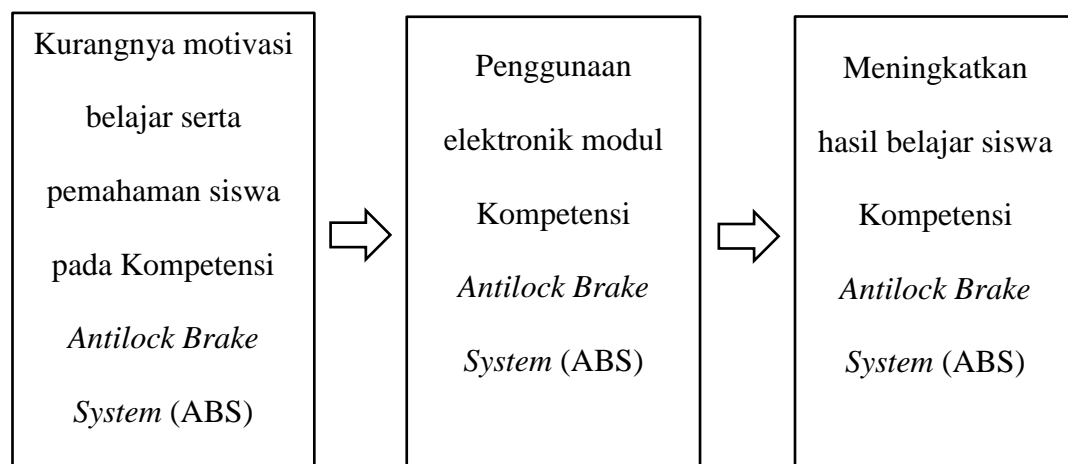 Kurangnya motivasi
belajar serta
pemahaman siswa
pada Kompetensi
Antilock Brake
System (ABS)
Penggunaan
elektronik modul
Kompetensi
Antilock Brake
System (ABS)
Meningkatkan
hasil belajar siswa
Kompetensi
Antilock Brake
System (ABS)